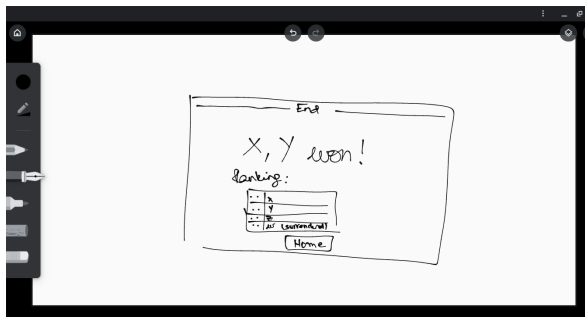 End
X, Y won!
Ranking:
x
y
z
w (surrendered)
Home